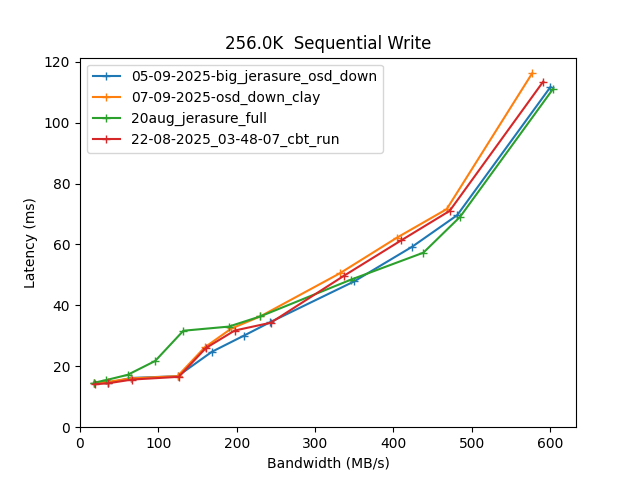 256.0K  Sequential Write
120
100
80
60
40
20
0
Latency (ms)
05-09-2025-big_jerasure_osd_down
07-09-2025-osd_down_clay
20aug_jerasure_full
22-08-2025_03-48-07_cbt_run
0 100 200 300 400 500 600
Bandwidth (MB/s)